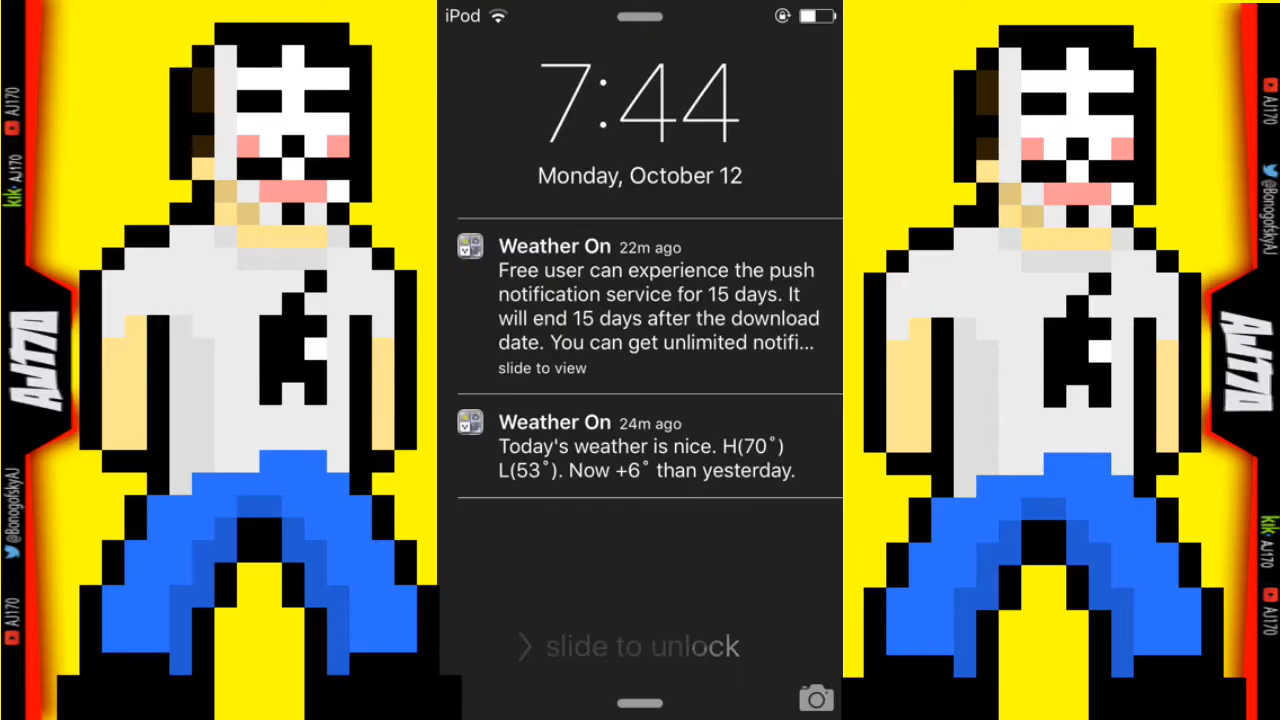 iPod
7:44
Monday, October 12
Weather On 22m ago
Free user can experience the push
notification service for 15 days. It
will end 15 days after the download
date. You can get unlimited notifi...
slide to view
Weather On 24m ago
Today's weather is nice. H(70°)
L(53°). Now +6° than yesterday.
> slide to unlock
AJ170
kik• AJ170
AJ170
@BonogofskyAJ
AJ170
AJ170
@BonogofskyAJ
AJ170
kik• AJ170
AJ170